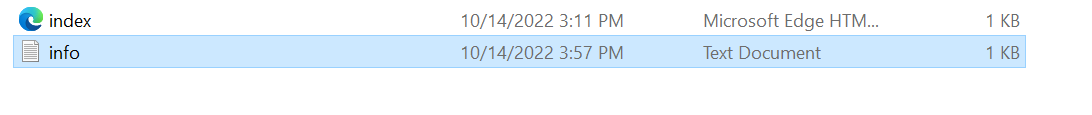 index 10/14/2022 3:11 PM Microsoft Edge HTM... 1 KB
info 10/14/2022 3:57 PM Text Document 1 KB